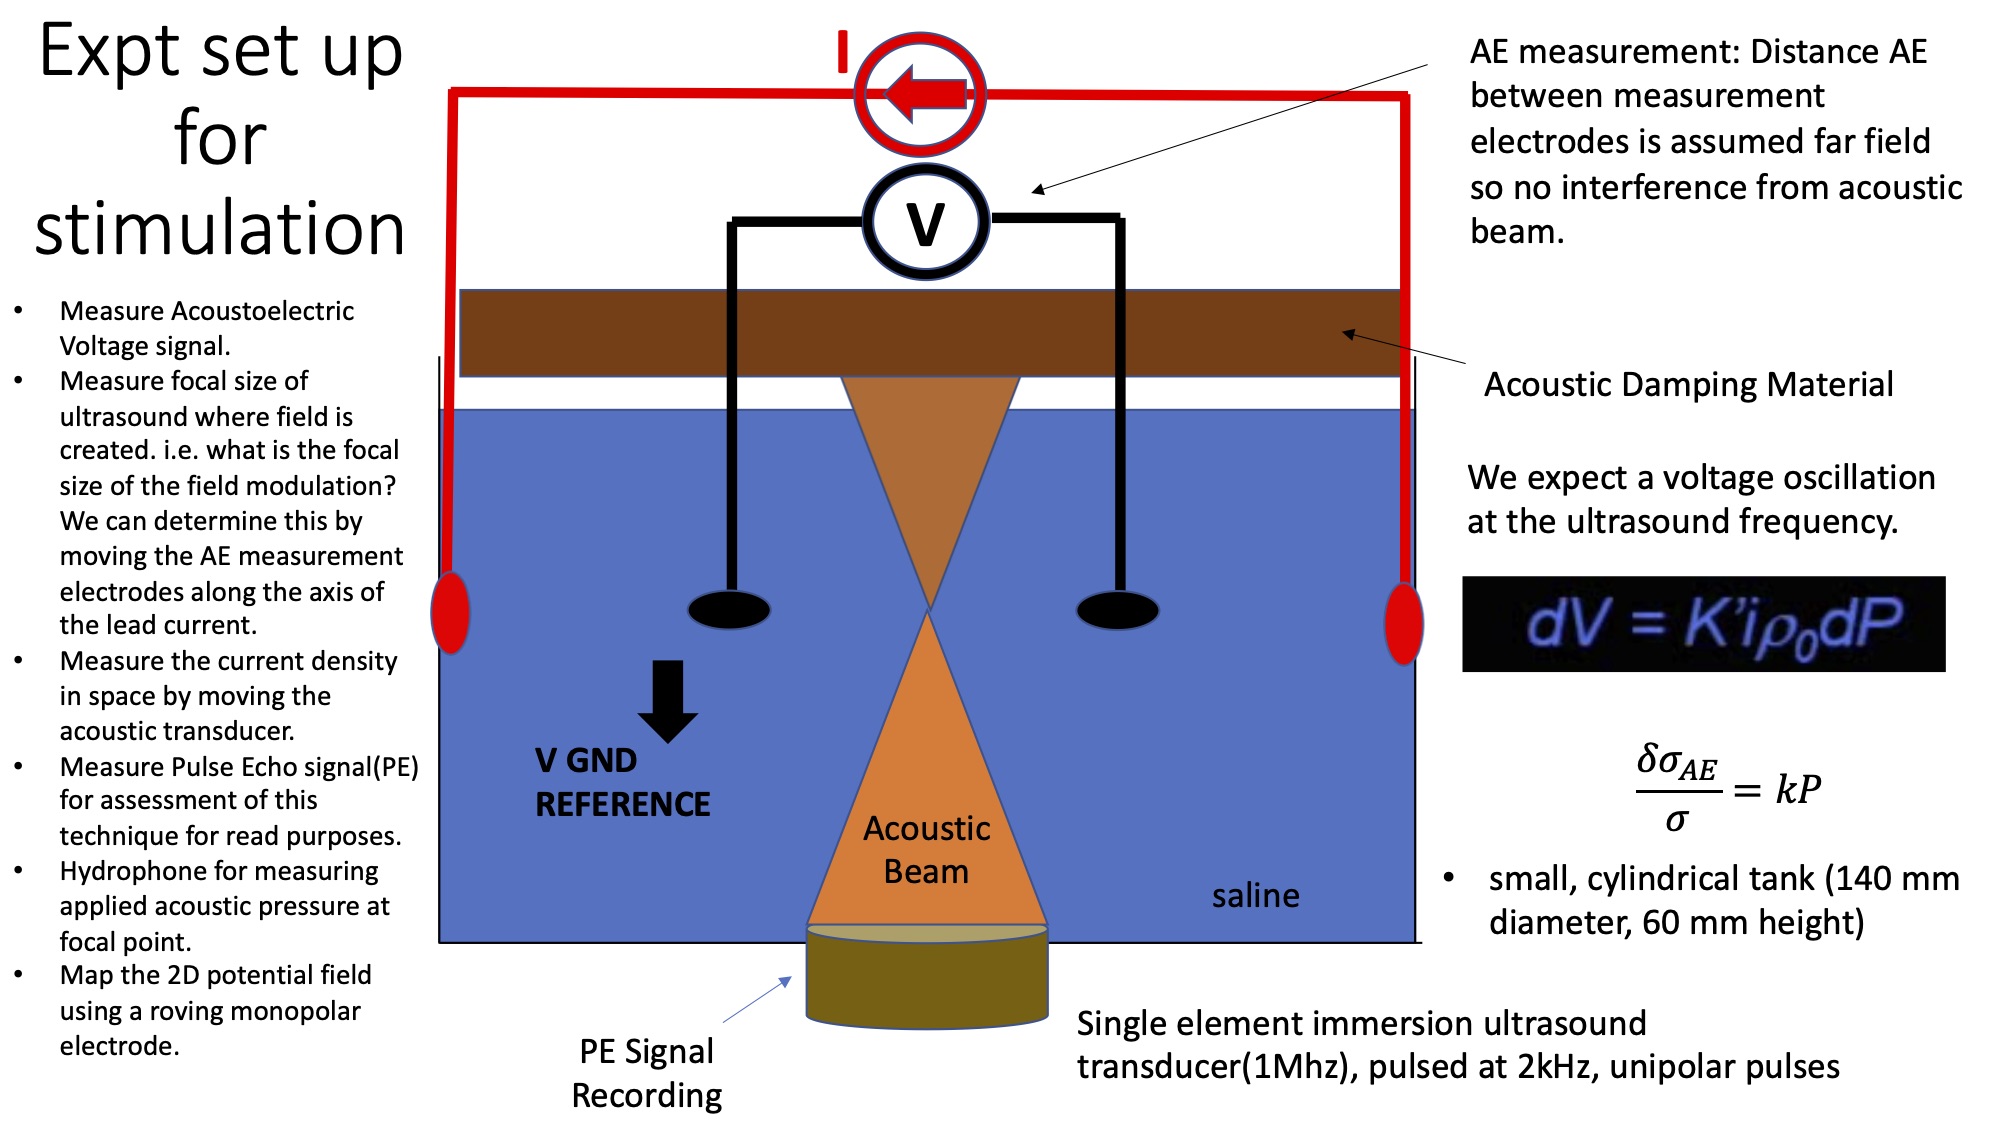 Expt set up
for
stimulation
• Measure Acoustoelectric
Voltage signal.
• Measure focal size of
ultrasound where field is
created. i.e. what is the focal
size of the field modulation?
We can determine this by
moving the AE measurement
electrodes along the axis of
the lead current.
• Measure the current density
in space by moving the
acoustic transducer.
• Measure Pulse Echo signal(PE)
for assessment of this
technique for read purposes.
• Hydrophone for measuring
applied acoustic pressure at
focal point.
• Map the 2D potential field
using a roving monopolar
electrode.
I
V
V GND
REFERENCE
Acoustic
Beam
saline
PE Signal
Recording
AE measurement: Distance AE
between measurement
electrodes is assumed far field
so no interference from acoustic
beam.
Acoustic Damping Material
We expect a voltage oscillation
at the ultrasound frequency.
dV = K'iρ₀dP
δσ_AE/σ = kP
• small, cylindrical tank (140 mm
diameter, 60 mm height)
Single element immersion ultrasound
transducer(1Mhz), pulsed at 2kHz, unipolar pulses